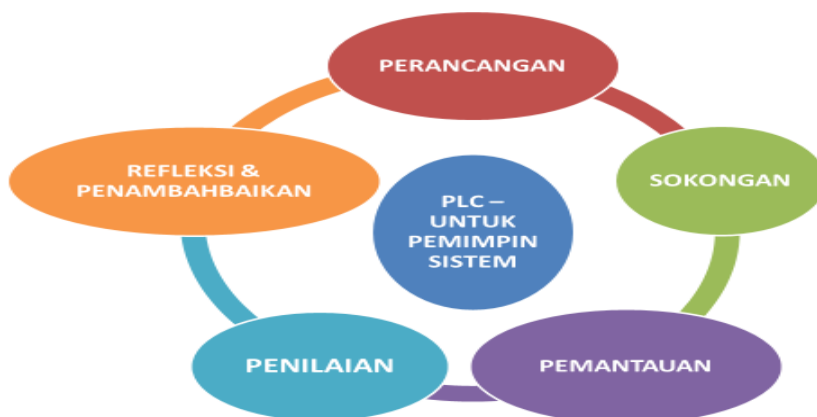 PERANCANGAN
SOKONGAN
PEMANTAUAN
PENILAIAN
REFLEKSI &
PENAMBAHBAIKAN
PLC –
UNTUK
PEMIMPIN
SISTEM